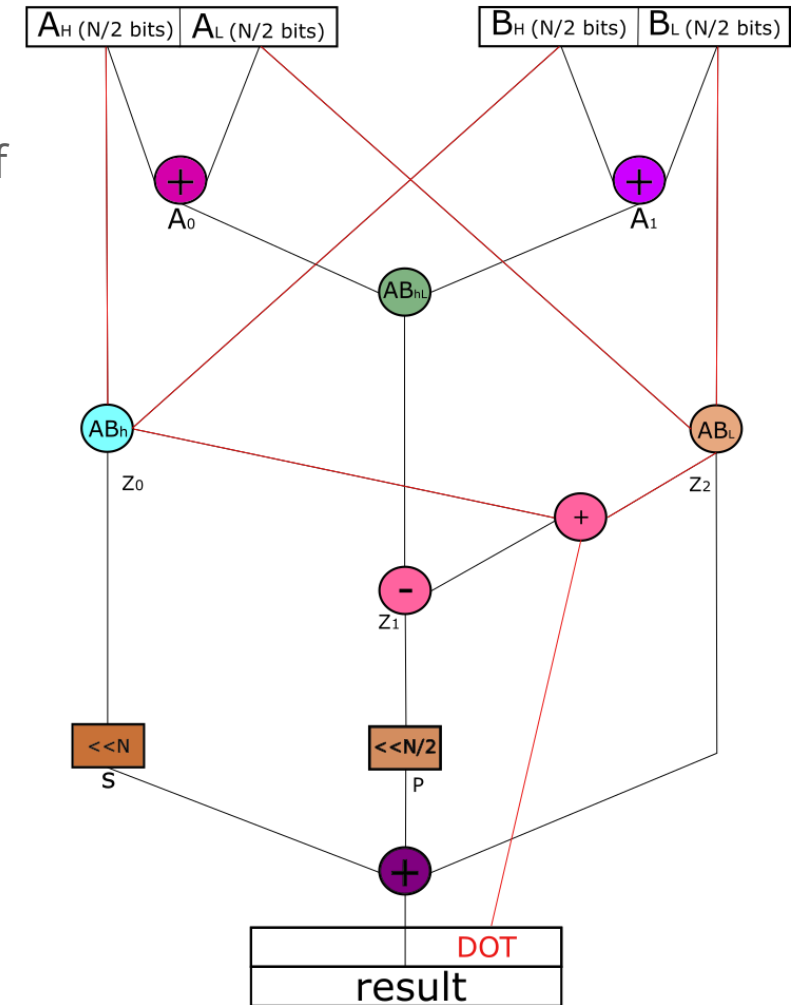 AH (N/2 bits) AL (N/2 bits) BH (N/2 bits) BL (N/2 bits)
f
+ +
A0 A1
ABhL
ABh ABL
Z0 Z2
+
-
Z1
<<N <<N/2
S P
+
DOT
result